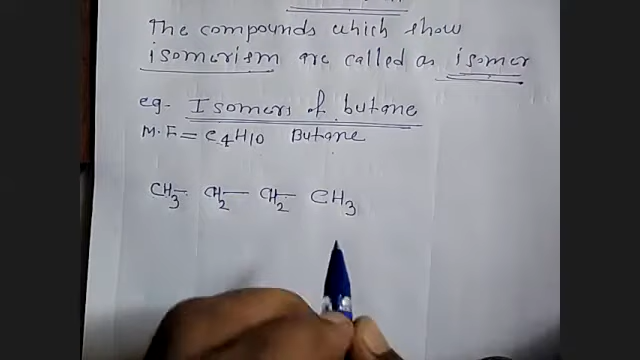 The compounds which show
isomerism are called as isomer
eg- Isomers of butane
M.F = C4H10 Butane
CH3- CH2- CH2- CH3